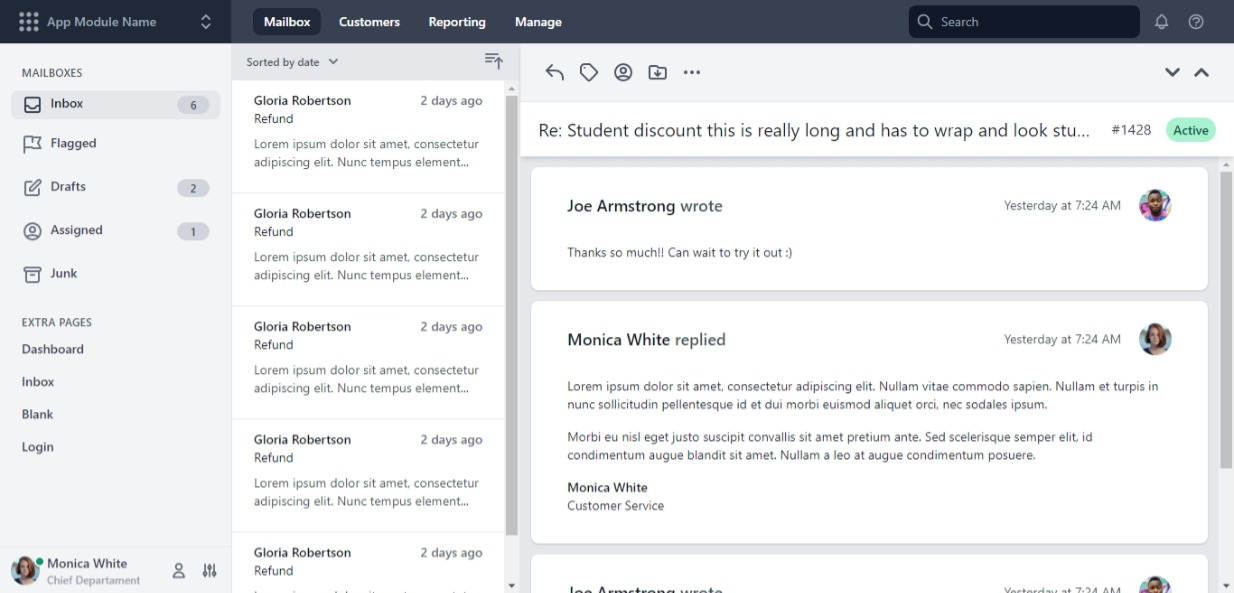 App Module Name
Mailbox
Customers
Reporting
Manage
Search
MAILBOXES
Inbox
6
Flagged
Drafts
2
Assigned
1
Junk
EXTRA PAGES
Dashboard
Inbox
Blank
Login
Monica White
Chief Departament
Sorted by date
Gloria Robertson
2 days ago
Refund
Lorem ipsum dolor sit amet, consectetur
adipiscing elit. Nunc tempus element...
Gloria Robertson
2 days ago
Refund
Lorem ipsum dolor sit amet, consectetur
adipiscing elit. Nunc tempus element...
Gloria Robertson
2 days ago
Refund
Lorem ipsum dolor sit amet, consectetur
adipiscing elit. Nunc tempus element...
Gloria Robertson
2 days ago
Refund
Lorem ipsum dolor sit amet, consectetur
adipiscing elit. Nunc tempus element...
Gloria Robertson
2 days ago
Refund
Re: Student discount this is really long and has to wrap and look stu...
#1428
Active
Joe Armstrong wrote
Yesterday at 7:24 AM
Thanks so much!! Can wait to try it out :)
Monica White replied
Yesterday at 7:24 AM
Lorem ipsum dolor sit amet, consectetur adipiscing elit. Nullam vitae commodo sapien. Nullam et turpis in
nunc sollicitudin pellentesque id et dui morbi euismod aliquet orci, nec sodales ipsum.
Morbi eu nisl eget justo suscipit convallis sit amet pretium ante. Sed scelerisque semper elit, id
condimentum augue blandit sit amet. Nullam a leo at augue condimentum posuere.
Monica White
Customer Service
Joe Armstrong wrote
Yesterday at 7:24 AM